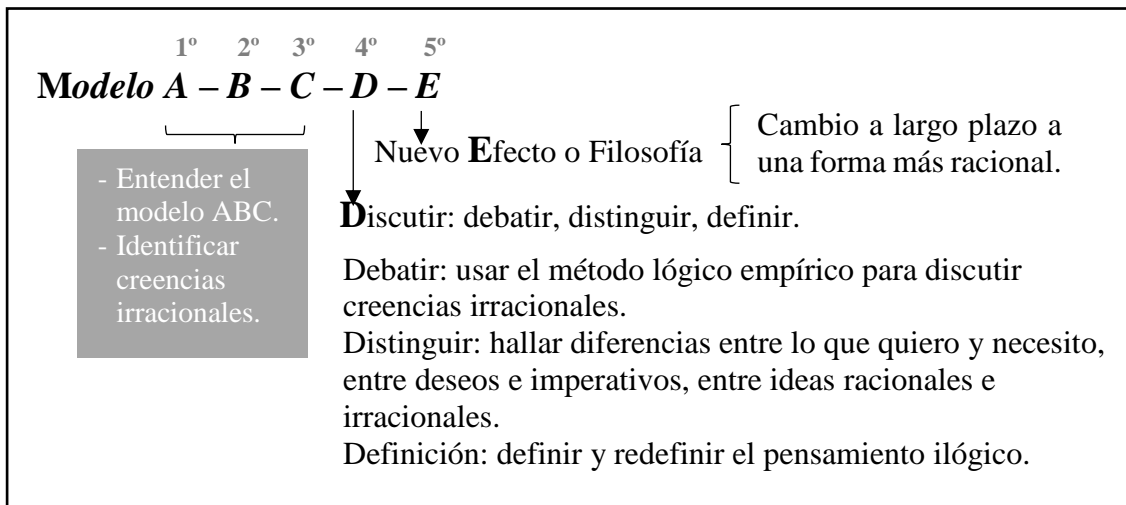 1º 2º 3º 4º 5º
Modelo A – B – C – D – E
Nuevo Efecto o Filosofía
Cambio a largo plazo a
una forma más racional.
- Entender el
modelo ABC.
- Identificar
creencias
irracionales.
Discutir: debatir, distinguir, definir.
Debatir: usar el método lógico empírico para discutir
creencias irracionales.
Distinguir: hallar diferencias entre lo que quiero y necesito,
entre deseos e imperativos, entre ideas racionales e
irracionales.
Definición: definir y redefinir el pensamiento ilógico.